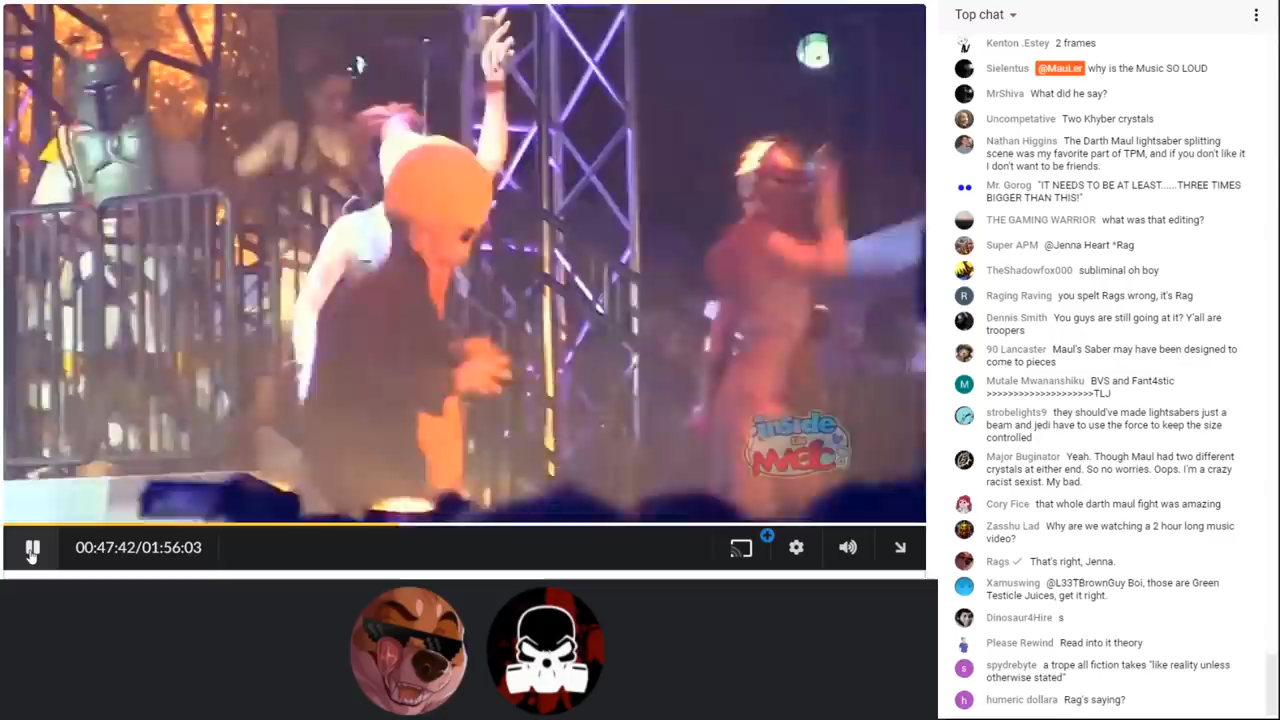 Top chat
Kenton .Estey 2 frames
Sielentus @MauLer why is the Music SO LOUD
MrShiva What did he say?
Uncompetative Two Khyber crystals
Nathan Higgins The Darth Maul lightsaber splitting
scene was my favorite part of TPM, and if you don't like it
I don't want to be friends.
Mr. Gorog "IT NEEDS TO BE AT LEAST......THREE TIMES
BIGGER THAN THIS!"
THE GAMING WARRIOR what was that editing?
Super APM @Jenna Heart *Rag
TheShadowfox000 subliminal oh boy
R Raging Raving you spelt Rags wrong, it's Rag
Dennis Smith You guys are still going at it? Y'all are
troopers
90 Lancaster Maul's Saber may have been designed to
come to pieces
M Mutale Mwananshiku BVS and Fant4stic
>>>>>>>>>>>>>>>>>>>>TLJ
strobelights9 they should've made lightsabers just a
beam and jedi have to use the force to keep the size
controlled
Major Buginator Yeah. Though Maul had two different
crystals at either end. So no worries. Oops. I'm a crazy
racist sexist. My bad.
Cory Fice that whole darth maul fight was amazing
Zasshu Lad Why are we watching a 2 hour long music
video?
Rags That's right, Jenna.
Xamuswing @L33TBrownGuy Boi, those are Green
Testicle Juices, get it right.
Dinosaur4Hire s
Please Rewind Read into it theory
s spydrebyte a trope all fiction takes "like reality unless
otherwise stated"
h humeric dollara Rag's saying?
inside
the
MAGIC
00:47:42/01:56:03